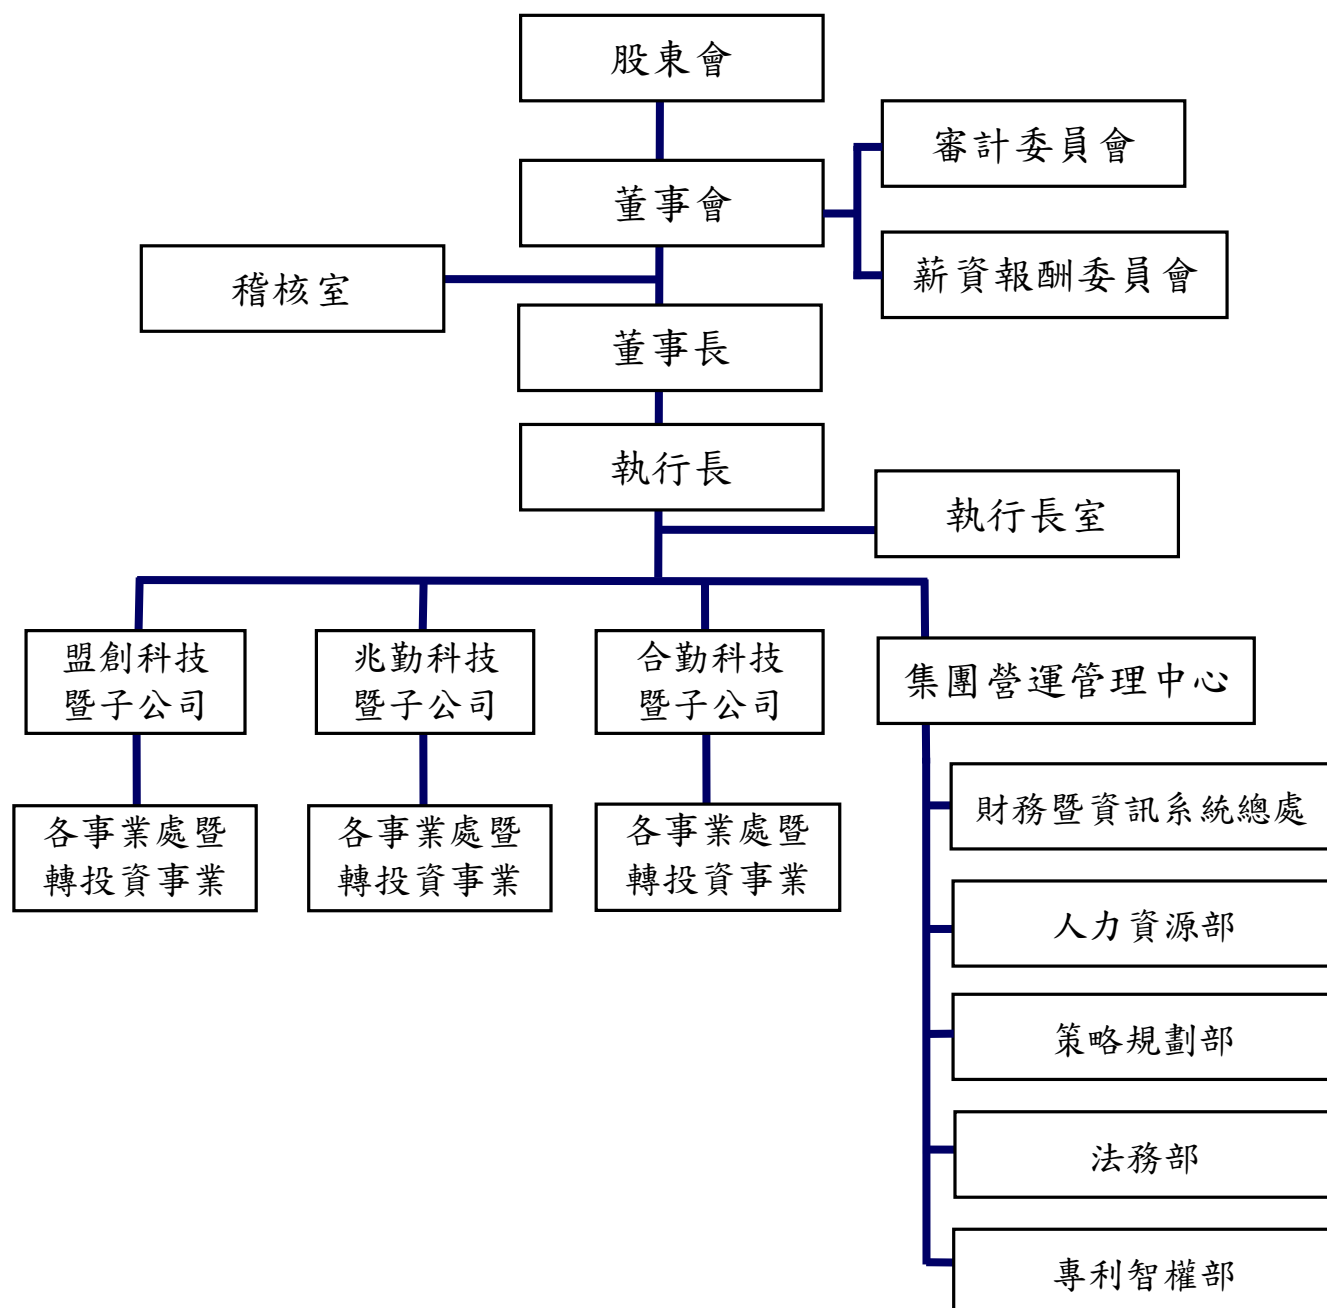 股東會
審計委員會
董事會
薪資報酬委員會
稽核室
董事長
執行長
執行長室
盟創科技
暨子公司
兆勤科技
暨子公司
合勤科技
暨子公司
集團營運管理中心
各事業處暨
轉投資事業
各事業處暨
轉投資事業
各事業處暨
轉投資事業
財務暨資訊系統總處
人力資源部
策略規劃部
法務部
專利智權部